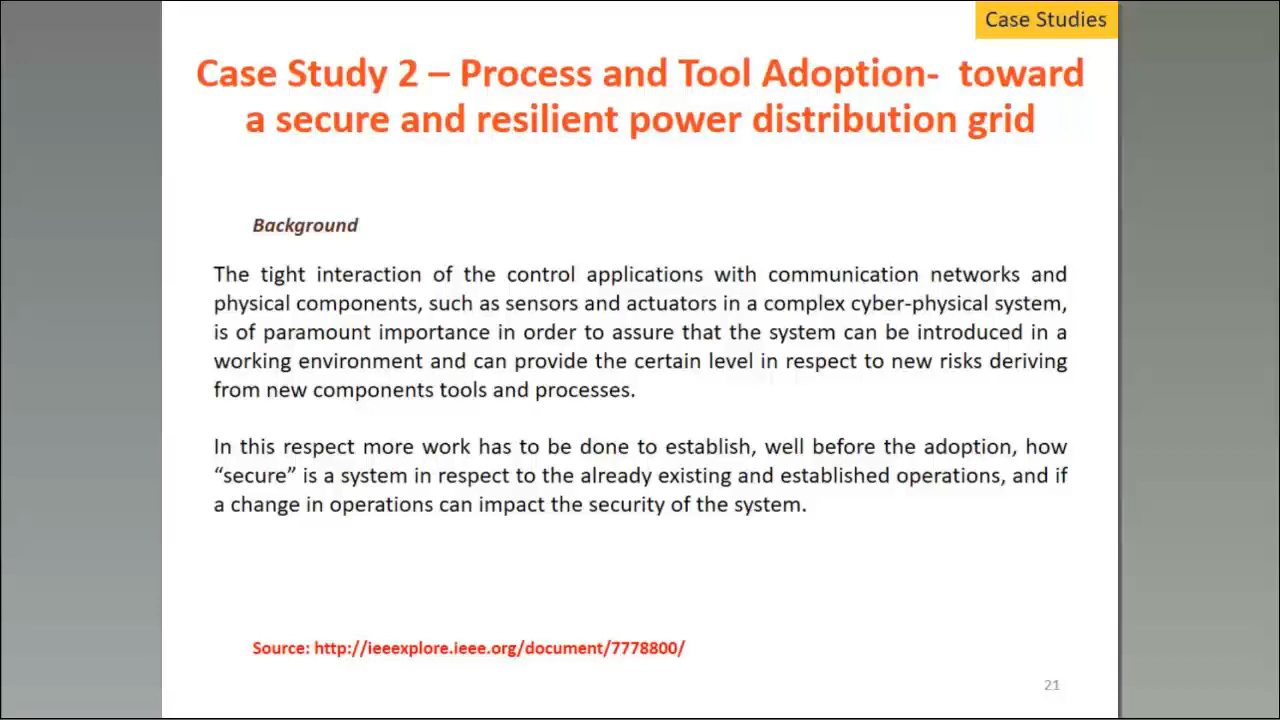 Case Studies
Case Study 2 – Process and Tool Adoption-  toward
a secure and resilient power distribution grid
Background
The tight interaction of the control applications with communication networks and
physical components, such as sensors and actuators in a complex cyber-physical system,
is of paramount importance in order to assure that the system can be introduced in a
working environment and can provide the certain level in respect to new risks deriving
from new components tools and processes.
In this respect more work has to be done to establish, well before the adoption, how
“secure” is a system in respect to the already existing and established operations, and if
a change in operations can impact the security of the system.
Source: http://ieeexplore.ieee.org/document/7778800/
21